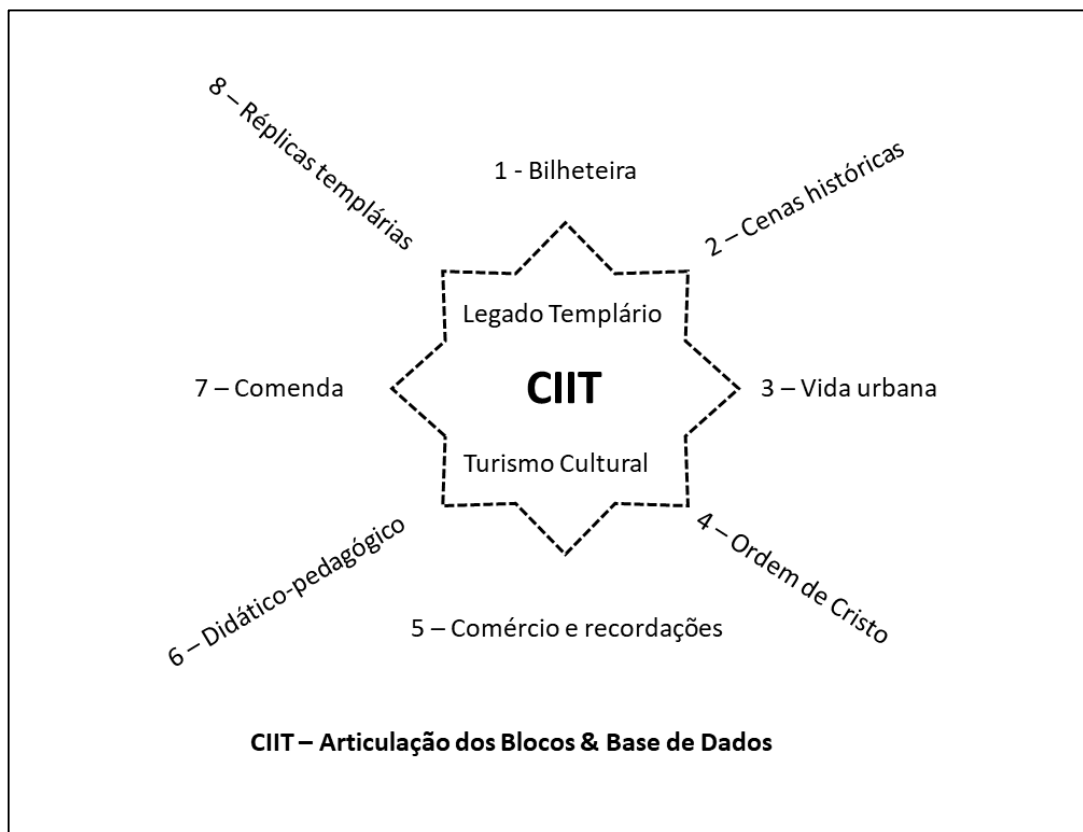 8 – Réplicas templárias
1 - Bilheteira
2 – Cenas históricas
Legado Templário
7 – Comenda
CIIT
3 – Vida urbana
Turismo Cultural
6 – Didático-pedagógico
4 – Ordem de Cristo
5 – Comércio e recordações
CIIT – Articulação dos Blocos & Base de Dados